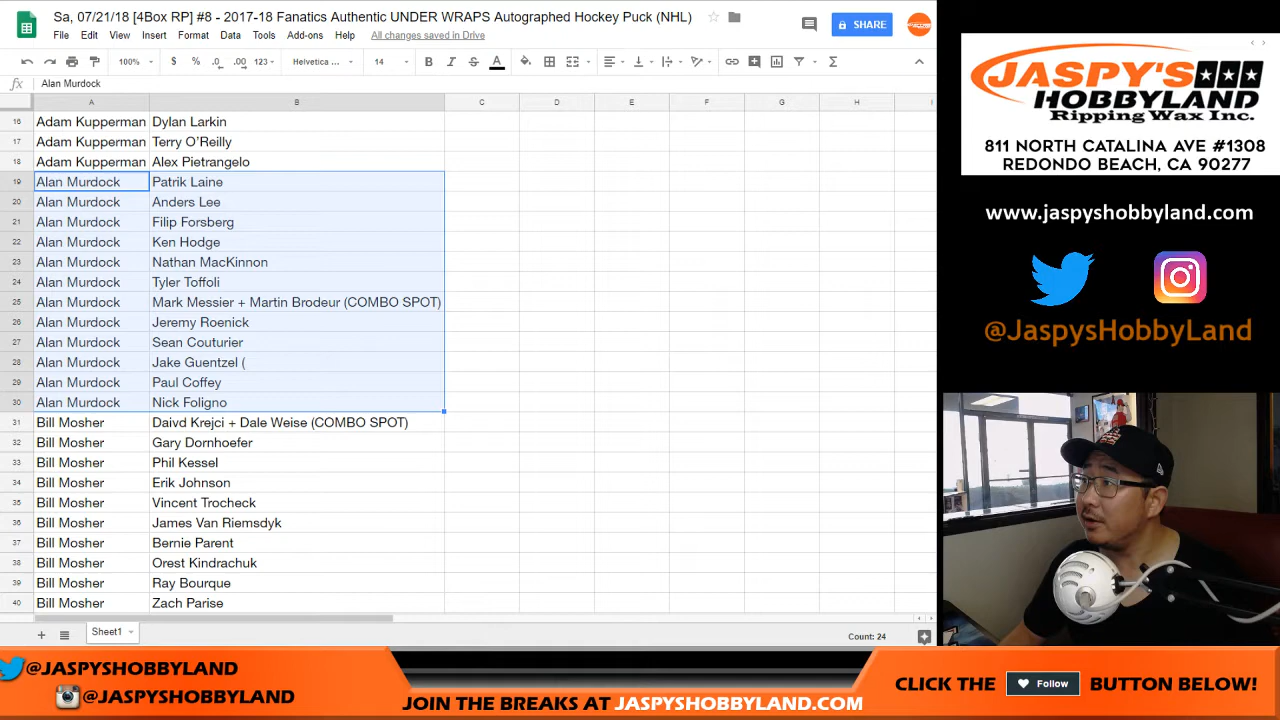 Sa, 07/21/18 [4Box RP] #8 - 2017-18 Fanatics Authentic UNDER WRAPS Autographed Hockey Puck (NHL)
SHARE
File Edit View Insert Format Data Tools Add-ons Help All changes saved in Drive
100% $ % .0 .00 123 Helvetica ... 14 B I S A
fx Alan Murdock
A B C D E F G H I
16 Adam Kupperman Dylan Larkin
17 Adam Kupperman Terry O'Reilly
18 Adam Kupperman Alex Pietrangelo
19 Alan Murdock Patrik Laine
20 Alan Murdock Anders Lee
21 Alan Murdock Filip Forsberg
22 Alan Murdock Ken Hodge
23 Alan Murdock Nathan MacKinnon
24 Alan Murdock Tyler Toffoli
25 Alan Murdock Mark Messier + Martin Brodeur (COMBO SPOT)
26 Alan Murdock Jeremy Roenick
27 Alan Murdock Sean Couturier
28 Alan Murdock Jake Guentzel (
29 Alan Murdock Paul Coffey
30 Alan Murdock Nick Foligno
31 Bill Mosher Daivd Krejci + Dale Weise (COMBO SPOT)
32 Bill Mosher Gary Dornhoefer
33 Bill Mosher Phil Kessel
34 Bill Mosher Erik Johnson
35 Bill Mosher Vincent Trocheck
36 Bill Mosher James Van Riemsdyk
37 Bill Mosher Bernie Parent
38 Bill Mosher Orest Kindrachuk
39 Bill Mosher Ray Bourque
40 Bill Mosher Zach Parise
Sheet1 Count: 24
JASPY'S
HOBBYLAND
Ripping Wax Inc.
811 NORTH CATALINA AVE #1308
REDONDO BEACH, CA 90277
www.jaspyshobbyland.com
@JaspysHobbyLand
@JASPYSHOBBYLAND
@JASPYSHOBBYLAND
JOIN THE BREAKS AT JASPYSHOBBYLAND.COM
CLICK THE Follow BUTTON BELOW!